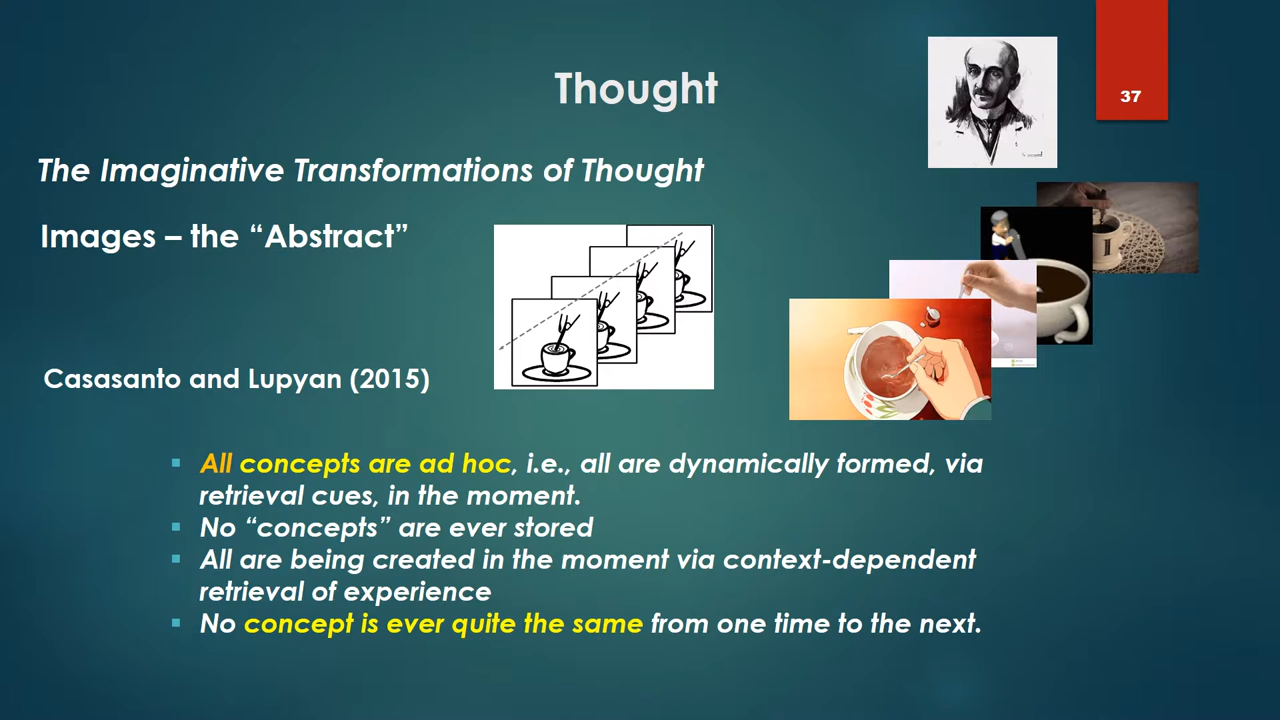 Thought
37
The Imaginative Transformations of Thought
Images – the “Abstract”
Casasanto and Lupyan (2015)
▪ All concepts are ad hoc, i.e., all are dynamically formed, via
retrieval cues, in the moment.
▪ No “concepts” are ever stored
▪ All are being created in the moment via context-dependent
retrieval of experience
▪ No concept is ever quite the same from one time to the next.